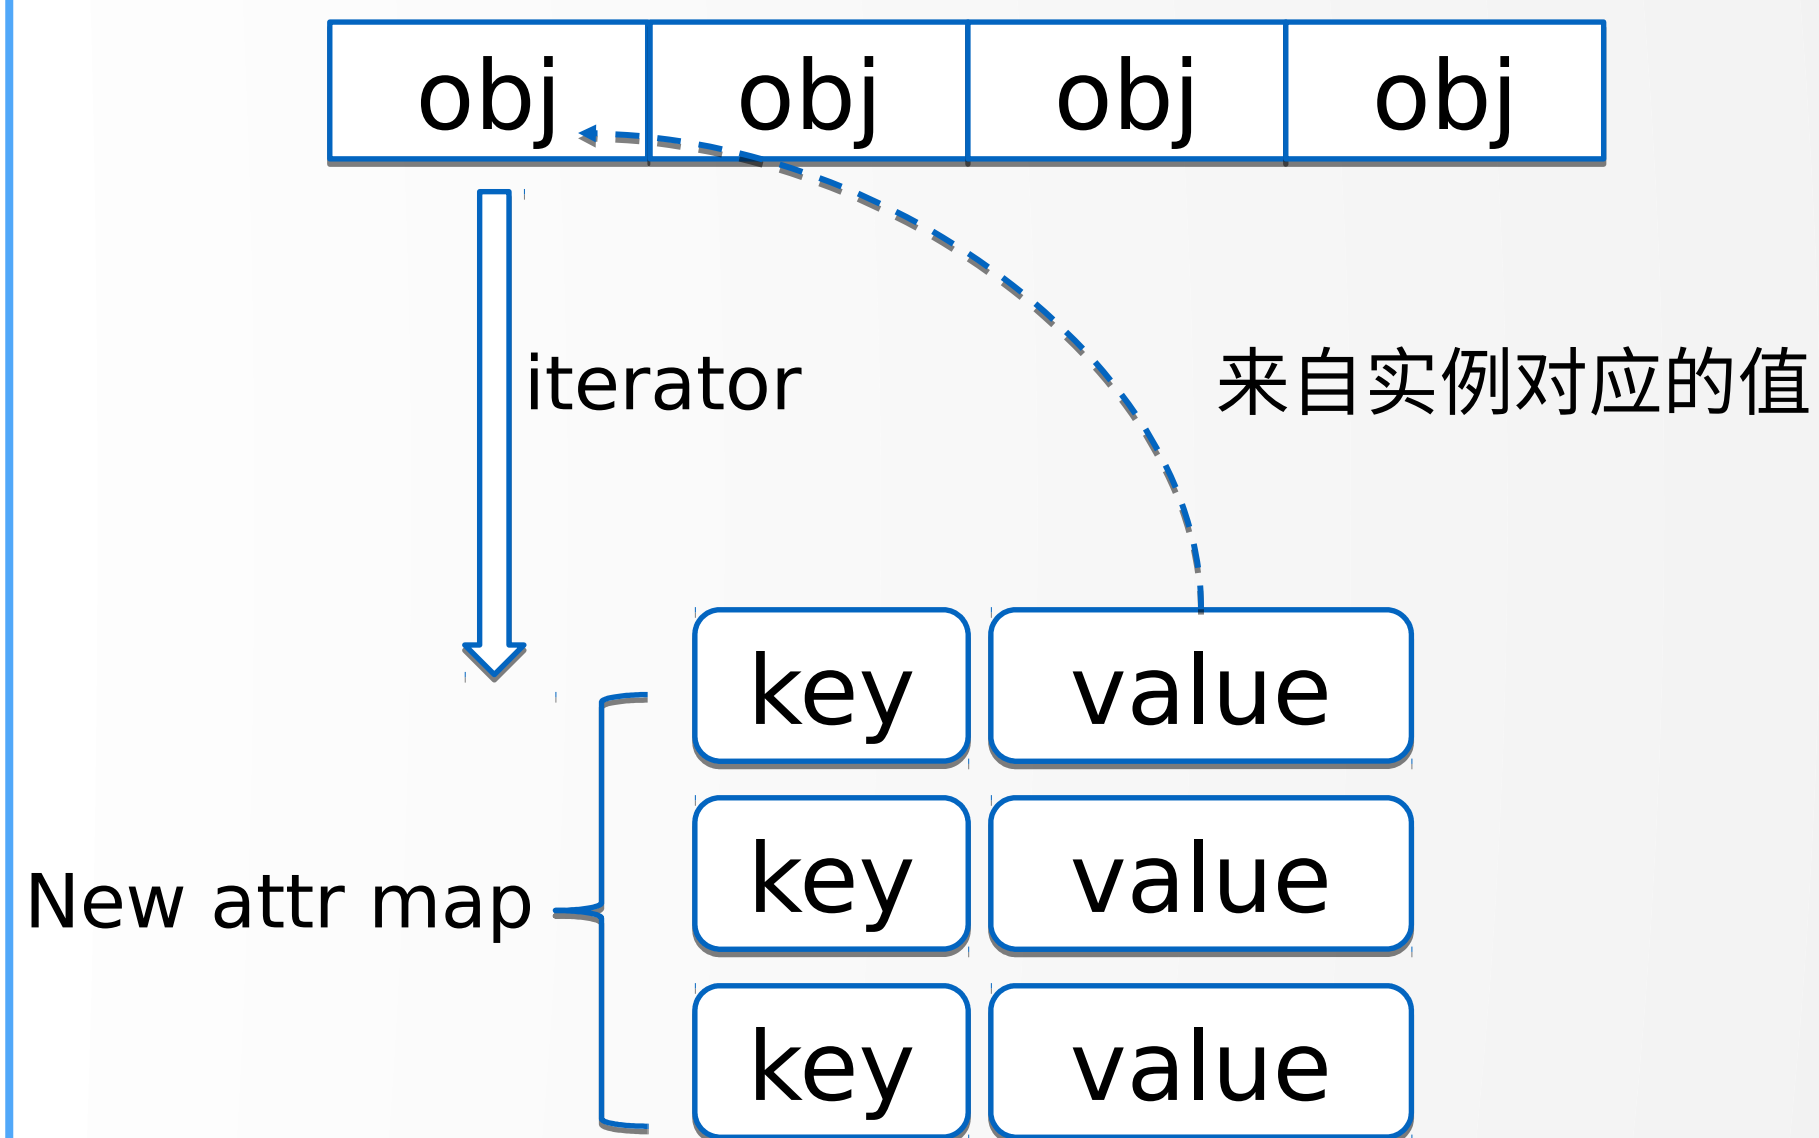 obj obj obj obj
iterator
来自实例对应的值
key value
key value
New attr map
key value